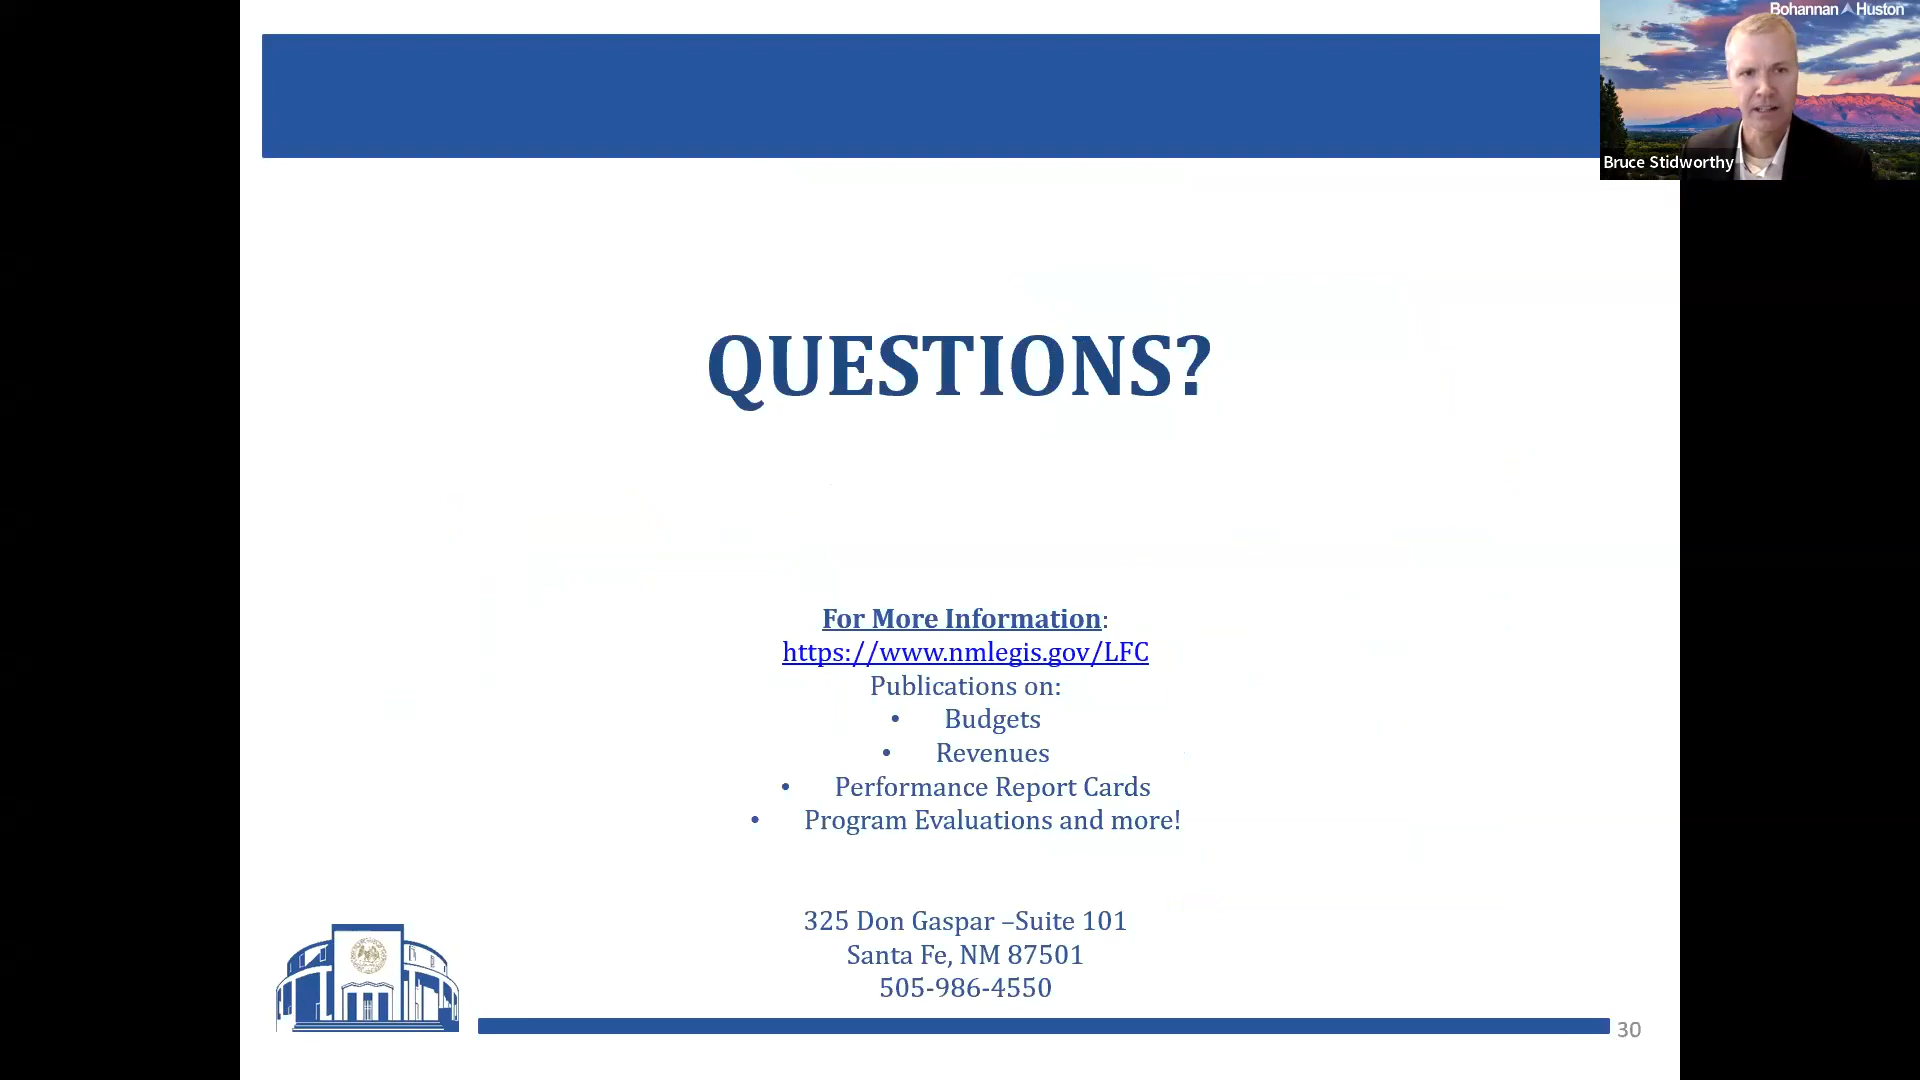 Bohannan Huston
Bruce Stidworthy
QUESTIONS?
For More Information:
https://www.nmlegis.gov/LFC
Publications on:
• Budgets
• Revenues
• Performance Report Cards
• Program Evaluations and more!
325 Don Gaspar –Suite 101
Santa Fe, NM 87501
505-986-4550
30